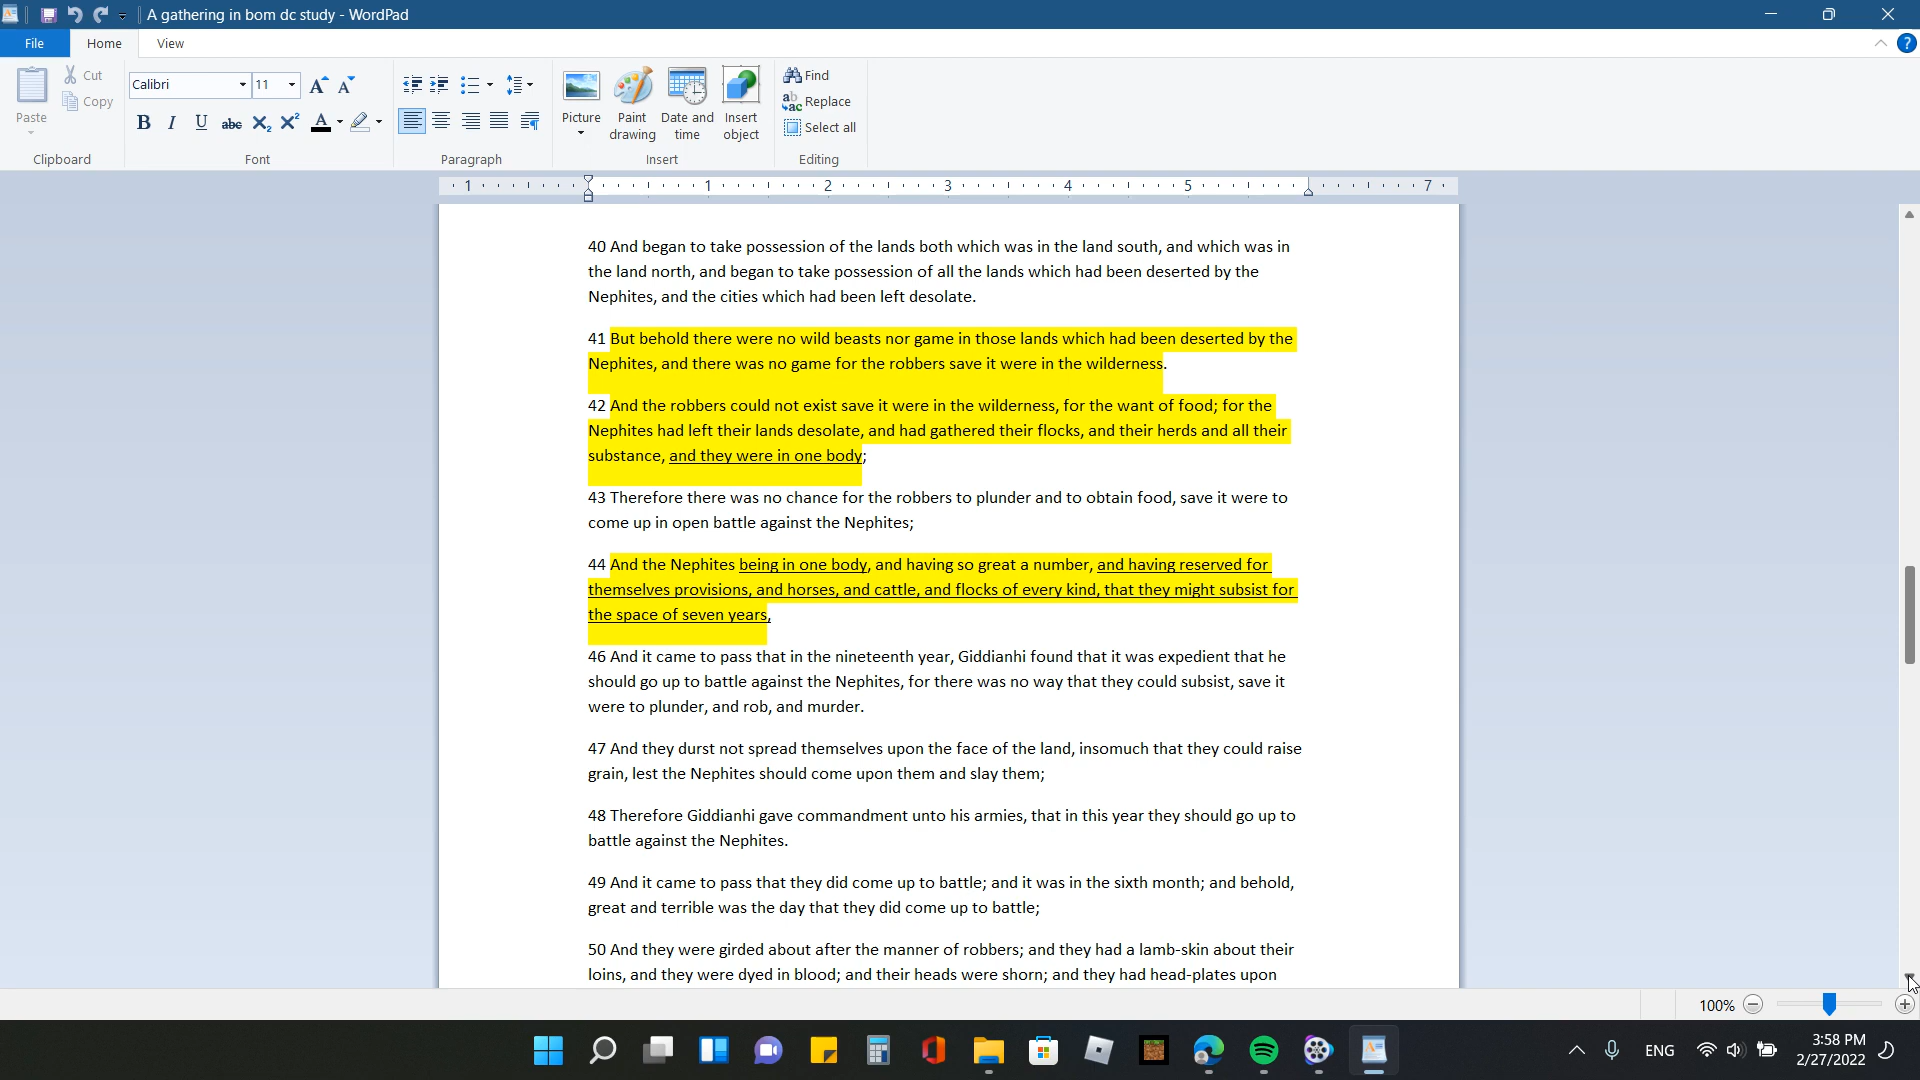 A gathering in bom dc study - WordPad
File Home View
Paste Cut Copy Clipboard
Calibri 11
B I U abc X₂ X² A
Font
Paragraph
Picture Paint drawing Date and time Insert object
Insert
Find
Replace
Select all
Editing
1 1 2 3 4 5 7
40 And began to take possession of the lands both which was in the land south, and which was in
the land north, and began to take possession of all the lands which had been deserted by the
Nephites, and the cities which had been left desolate.
41 But behold there were no wild beasts nor game in those lands which had been deserted by the
Nephites, and there was no game for the robbers save it were in the wilderness.
42 And the robbers could not exist save it were in the wilderness, for the want of food; for the
Nephites had left their lands desolate, and had gathered their flocks, and their herds and all their
substance, and they were in one body;
43 Therefore there was no chance for the robbers to plunder and to obtain food, save it were to
come up in open battle against the Nephites;
44 And the Nephites being in one body, and having so great a number, and having reserved for
themselves provisions, and horses, and cattle, and flocks of every kind, that they might subsist for
the space of seven years,
46 And it came to pass that in the nineteenth year, Giddianhi found that it was expedient that he
should go up to battle against the Nephites, for there was no way that they could subsist, save it
were to plunder, and rob, and murder.
47 And they durst not spread themselves upon the face of the land, insomuch that they could raise
grain, lest the Nephites should come upon them and slay them;
48 Therefore Giddianhi gave commandment unto his armies, that in this year they should go up to
battle against the Nephites.
49 And it came to pass that they did come up to battle; and it was in the sixth month; and behold,
great and terrible was the day that they did come up to battle;
50 And they were girded about after the manner of robbers; and they had a lamb-skin about their
loins, and they were dyed in blood; and their heads were shorn; and they had head-plates upon
100%
ENG
3:58 PM
2/27/2022